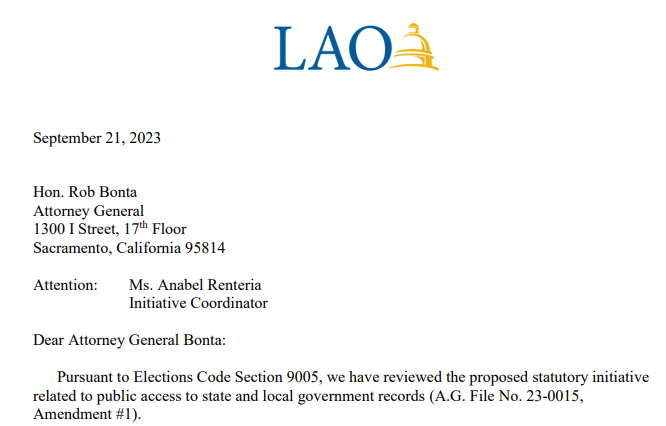 LAO
September 21, 2023
Hon. Rob Bonta
Attorney General
1300 I Street, 17th Floor
Sacramento, California 95814
Attention: Ms. Anabel Renteria
Initiative Coordinator
Dear Attorney General Bonta:
Pursuant to Elections Code Section 9005, we have reviewed the proposed statutory initiative
related to public access to state and local government records (A.G. File No. 23-0015,
Amendment #1).